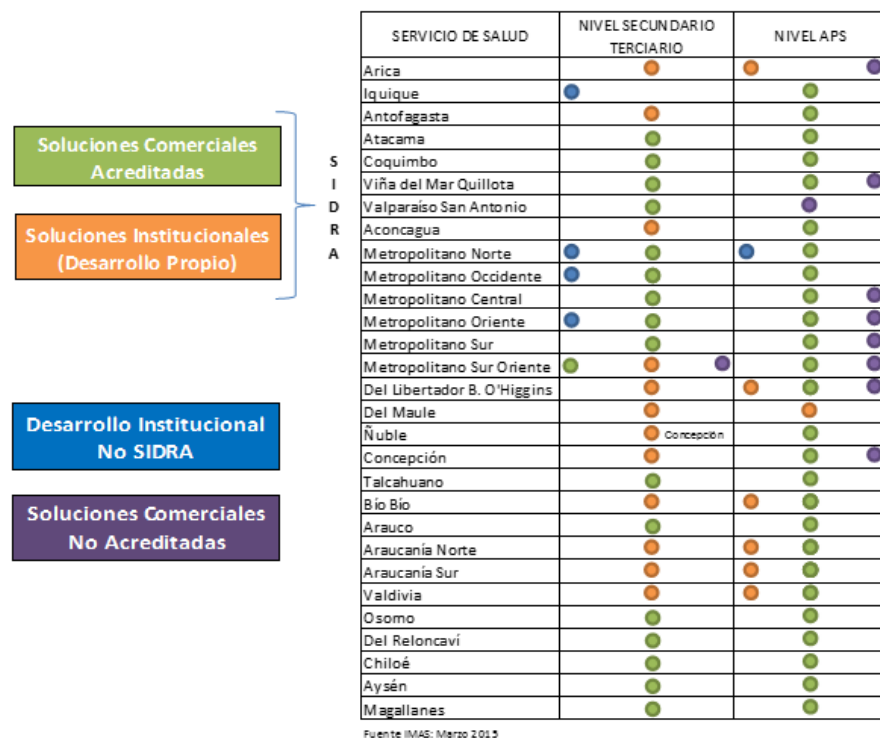 SERVICIO DE SALUD
NIVEL SECUNDARIO
TERCIARIO
NIVEL APS
Arica
Iquique
Antofagasta
Atacama
Coquimbo
Viña del Mar Quillota
Valparaíso San Antonio
Aconcagua
Metropolitano Norte
Metropolitano Occidente
Metropolitano Central
Metropolitano Oriente
Metropolitano Sur
Metropolitano Sur Oriente
Del Libertador B. O'Higgins
Del Maule
Ñuble
Concepción
Concepción
Talcahuano
Bío Bío
Arauco
Araucanía Norte
Araucanía Sur
Valdivia
Osorno
Del Reloncaví
Chiloé
Aysén
Magallanes
Fuente IMAS: Marzo 2015
Soluciones Comerciales
Acreditadas
Soluciones Institucionales
(Desarrollo Propio)
S
I
D
R
A
Desarrollo Institucional
No SIDRA
Soluciones Comerciales
No Acreditadas